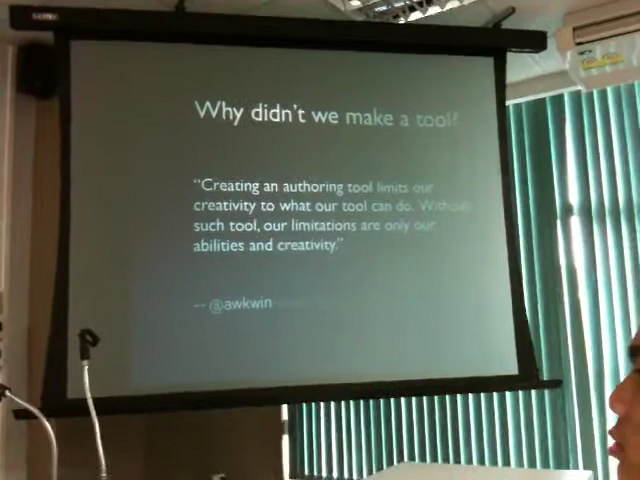 Why didn't we make a tool?
"Creating an authoring tool limits our
creativity to what our tool can do. Without
such tool, our limitations are only our
abilities and creativity."
-- @awkwin